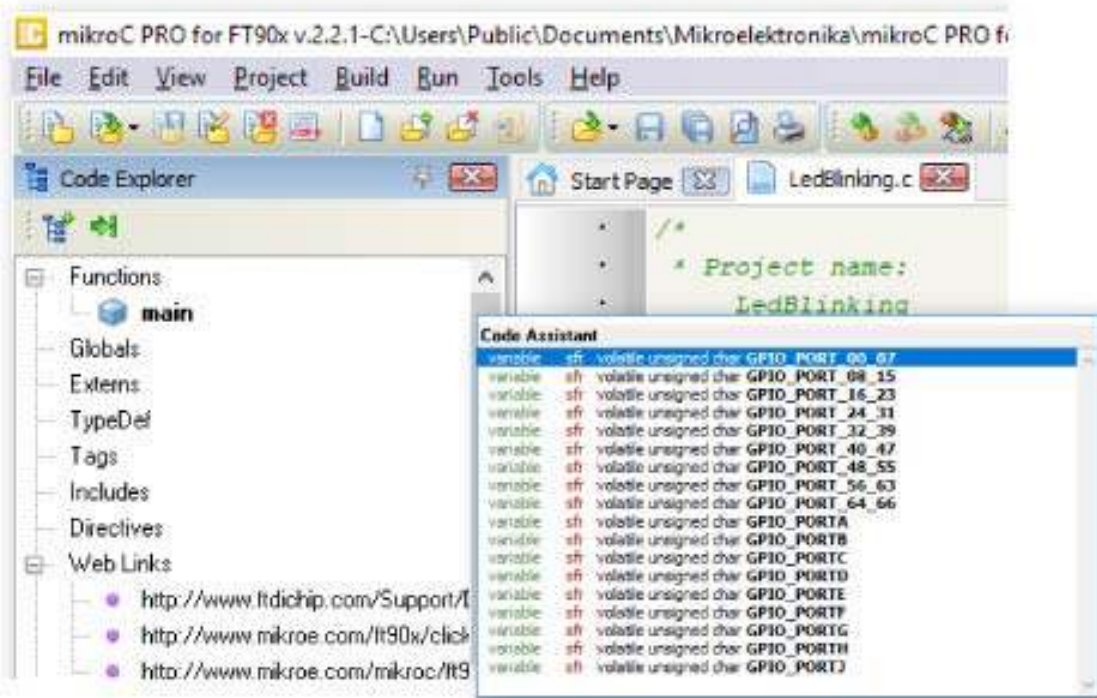 mikroC PRO for FT90x v.2.2.1-C:\Users\Public\Documents\Mikroelektronika\mikroC PRO f
File Edit View Project Build Run Tools Help
Code Explorer
Start Page
LedBlinking.c
/*
* Project name:
LedBlinking
Functions
main
Globals
Externs
TypeDef
Tags
Includes
Directives
Web Links
http://www.ftdichip.com/Support/
http://www.mikroe.com/ft90x/click
http://www.mikroe.com/mikroc/ft9
Code Assistant
variable sfr volatile unsigned char GPIO_PORT_00_07
variable sfr volatile unsigned char GPIO_PORT_08_15
variable sfr volatile unsigned char GPIO_PORT_16_23
variable sfr volatile unsigned char GPIO_PORT_24_31
variable sfr volatile unsigned char GPIO_PORT_32_39
variable sfr volatile unsigned char GPIO_PORT_40_47
variable sfr volatile unsigned char GPIO_PORT_48_55
variable sfr volatile unsigned char GPIO_PORT_56_63
variable sfr volatile unsigned char GPIO_PORT_64_66
variable sfr volatile unsigned char GPIO_PORTA
variable sfr volatile unsigned char GPIO_PORTB
variable sfr volatile unsigned char GPIO_PORTC
variable sfr volatile unsigned char GPIO_PORTD
variable sfr volatile unsigned char GPIO_PORTE
variable sfr volatile unsigned char GPIO_PORTF
variable sfr volatile unsigned char GPIO_PORTG
variable sfr volatile unsigned char GPIO_PORTH
variable sfr volatile unsigned char GPIO_PORTJ